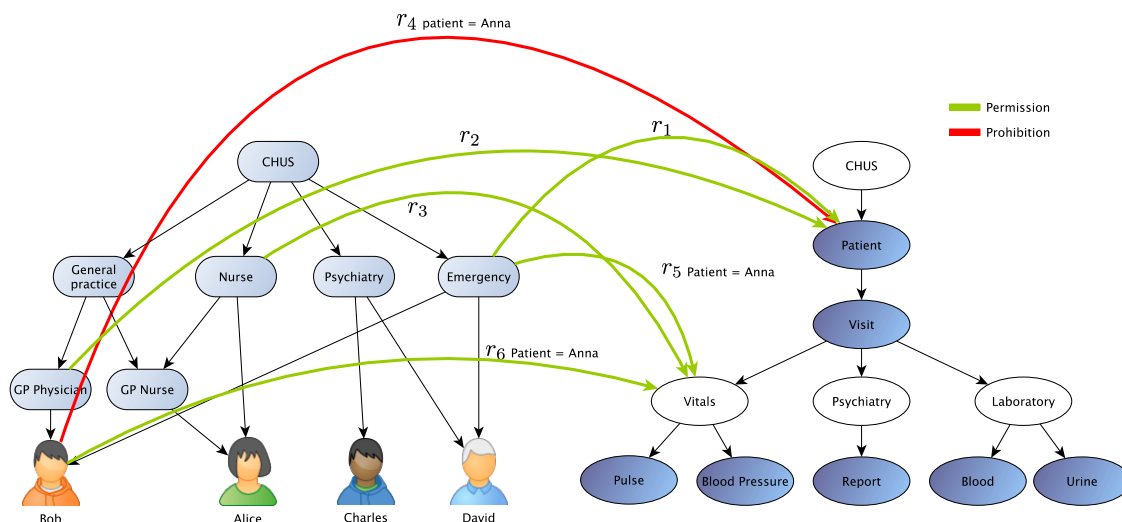 r4 patient = Anna
r2
r1
Permission
Prohibition
CHUS
CHUS
r3
Patient
General
practice
Nurse
Psychiatry
Emergency
r5 Patient = Anna
Visit
r6 Patient = Anna
GP Physician
GP Nurse
Vitals
Psychiatry
Laboratory
Pulse
Blood Pressure
Report
Blood
Urine
Bob
Alice
Charles
David